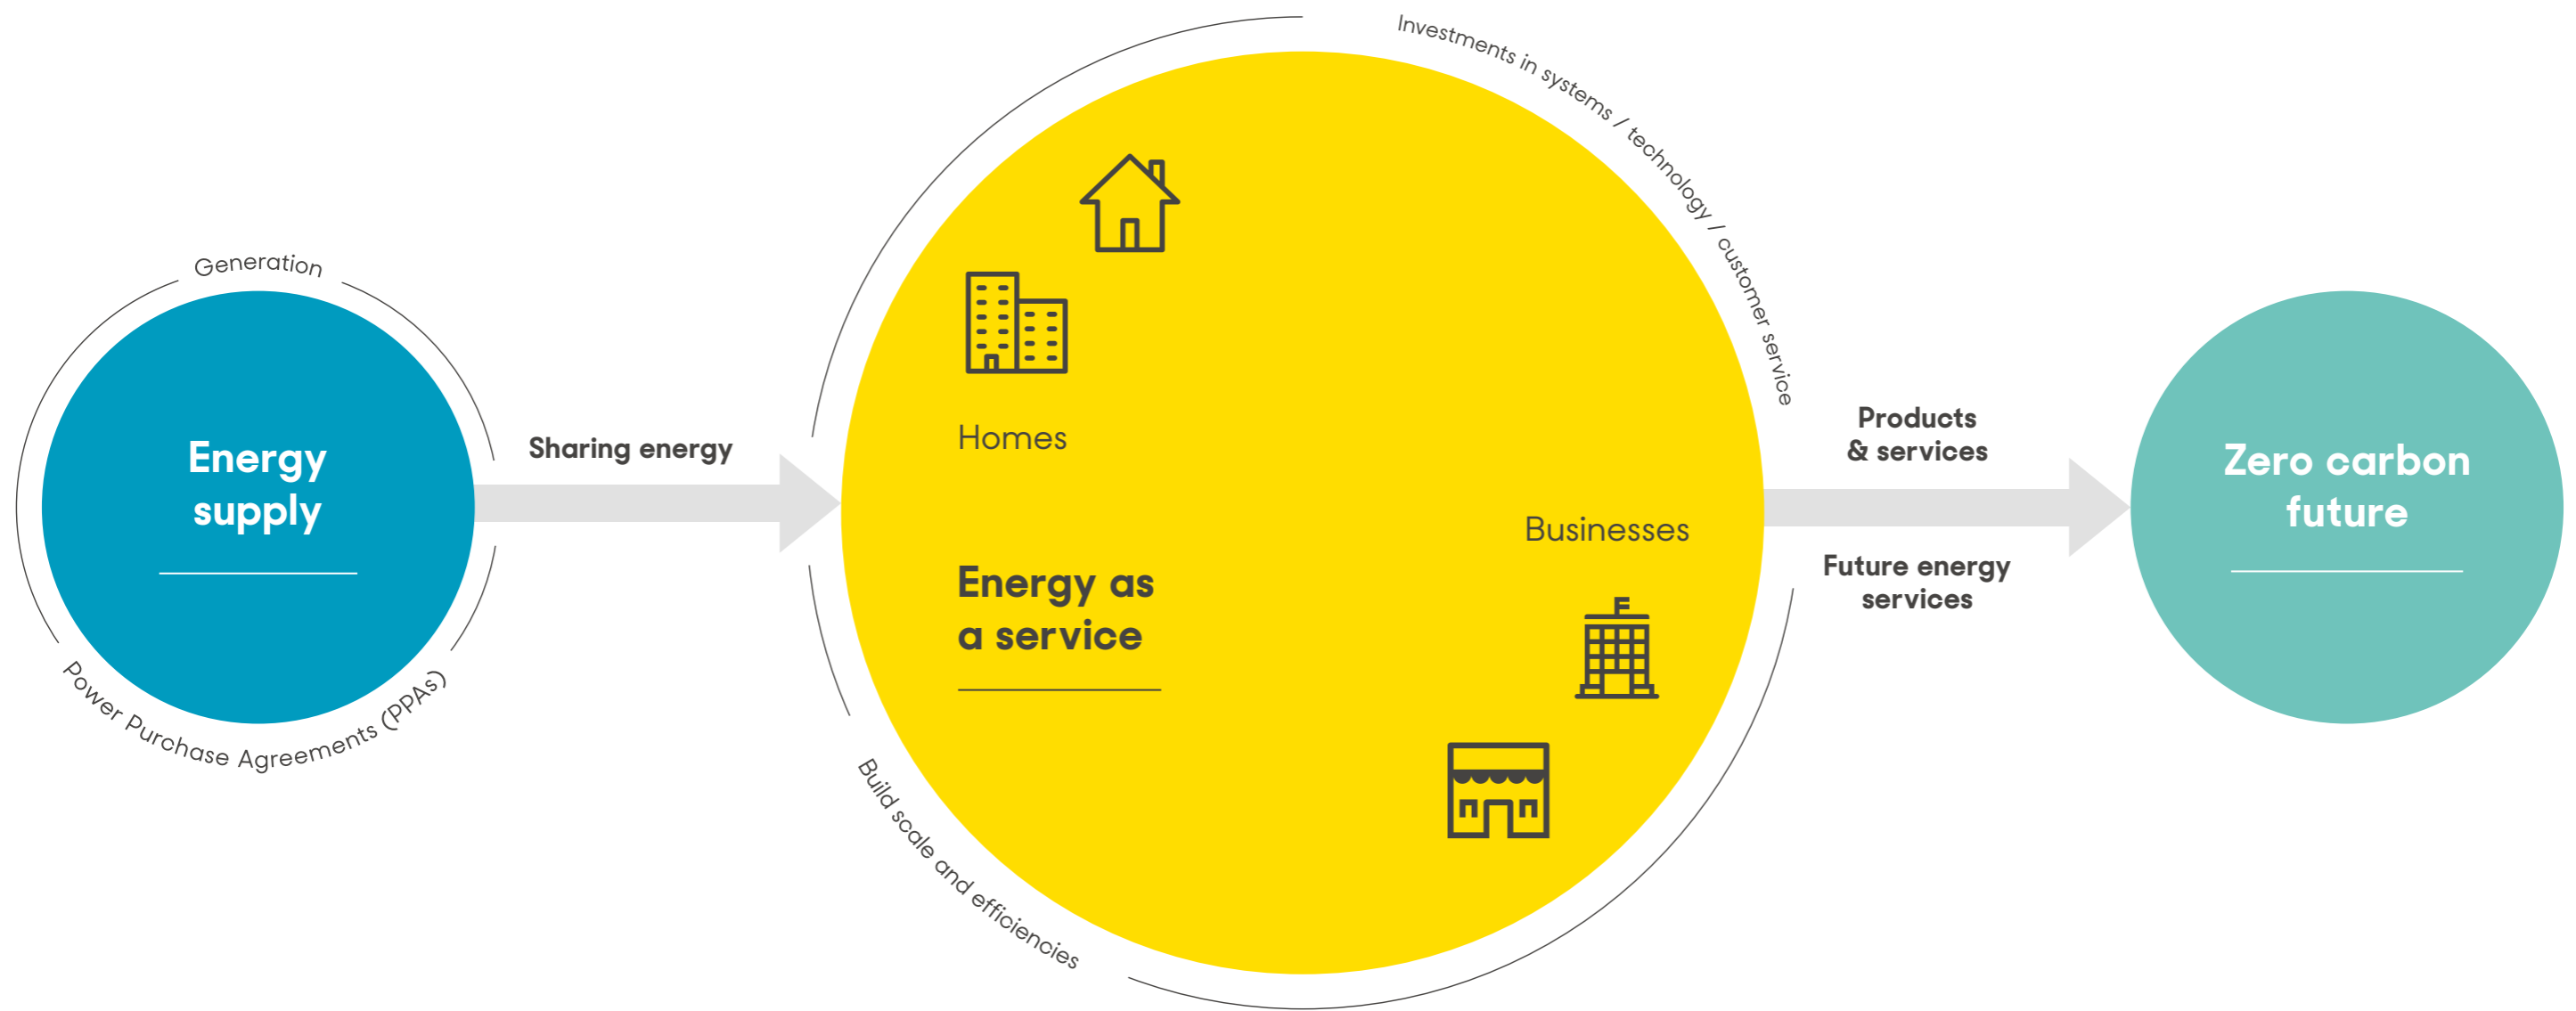 Generation
Energy
supply
Power Purchase Agreements (PPAs)
Sharing energy
Investments in systems / technology / customer service
Homes
Energy as
a service
Businesses
Build scale and efficiencies
Products
& services
Future energy
services
Zero carbon
future